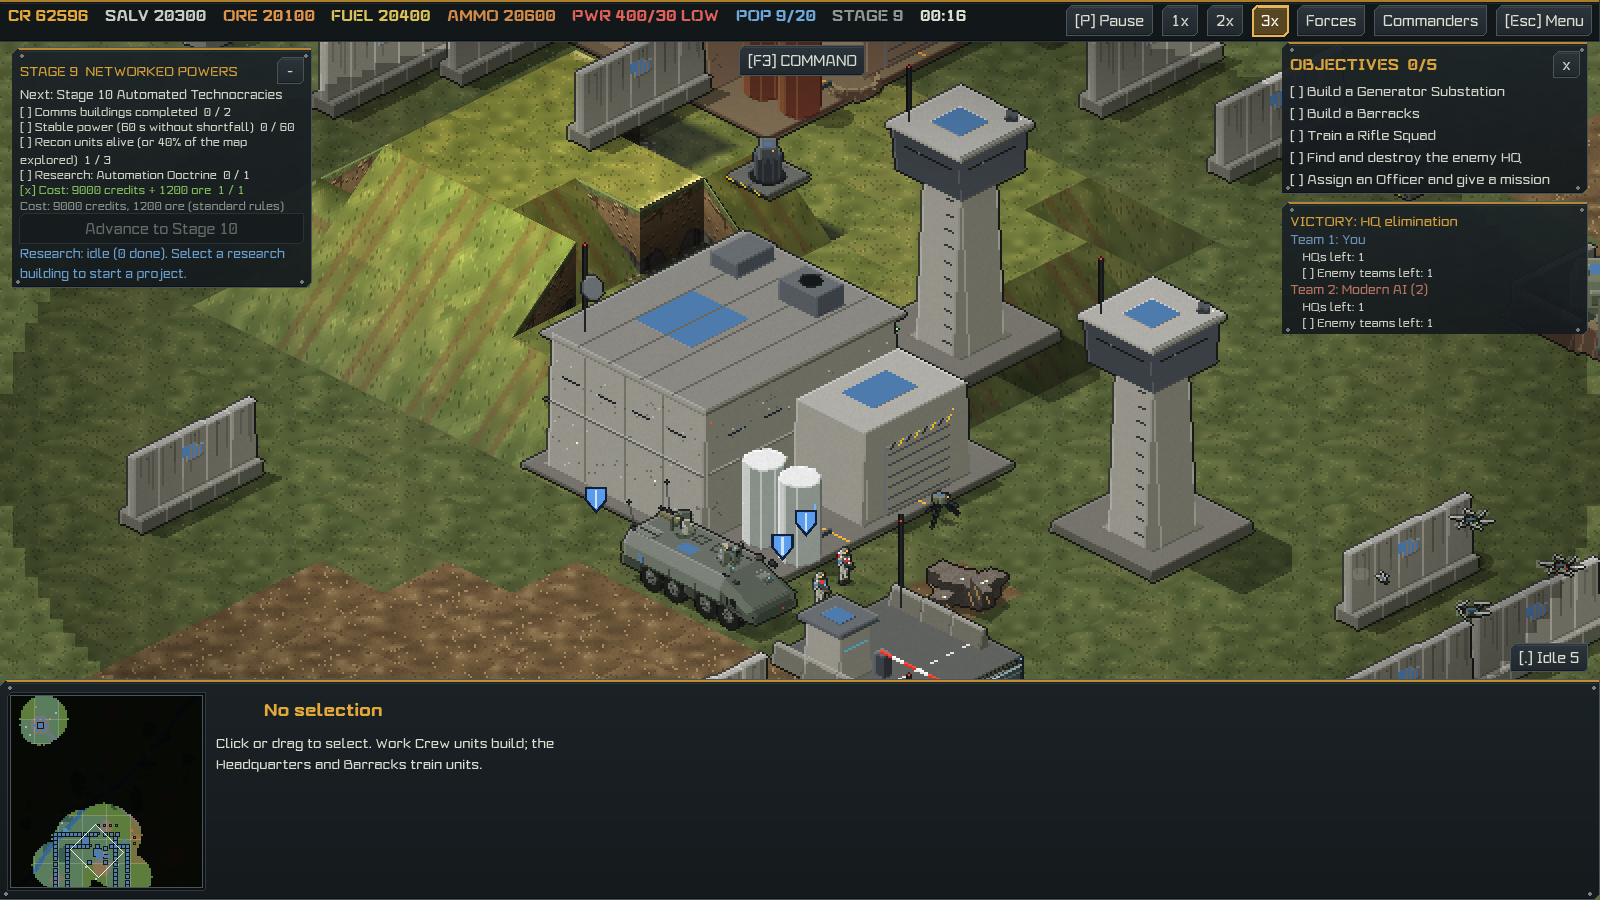 CR 62596 SALV 20300 ORE 20100 FUEL 20400 AMMO 20600 PWR 400/30 LOW POP 9/20 STAGE 9 00:16 [P] Pause 1x 2x 3x Forces Commanders [Esc] Menu
[F3] COMMAND
STAGE 9 NETWORKED POWERS -
Next: Stage 10 Automated Technocracies
[ ] Comms buildings completed 0 / 2
[ ] Stable power (60 s without shortfall) 0 / 60
[ ] Recon units alive (or 40% of the map
explored) 1 / 3
[ ] Research: Automation Doctrine 0 / 1
[x] Cost: 9000 credits + 1200 ore 1 / 1
Cost: 9000 credits, 1200 ore (standard rules)
Advance to Stage 10
Research: idle (0 done). Select a research
building to start a project.
OBJECTIVES 0/5 x
[ ] Build a Generator Substation
[ ] Build a Barracks
[ ] Train a Rifle Squad
[ ] Find and destroy the enemy HQ
[ ] Assign an Officer and give a mission
VICTORY: HQ elimination
Team 1: You
HQs left: 1
[ ] Enemy teams left: 1
Team 2: Modern AI (2)
HQs left: 1
[ ] Enemy teams left: 1
[.] Idle 5
No selection
Click or drag to select. Work Crew units build; the
Headquarters and Barracks train units.